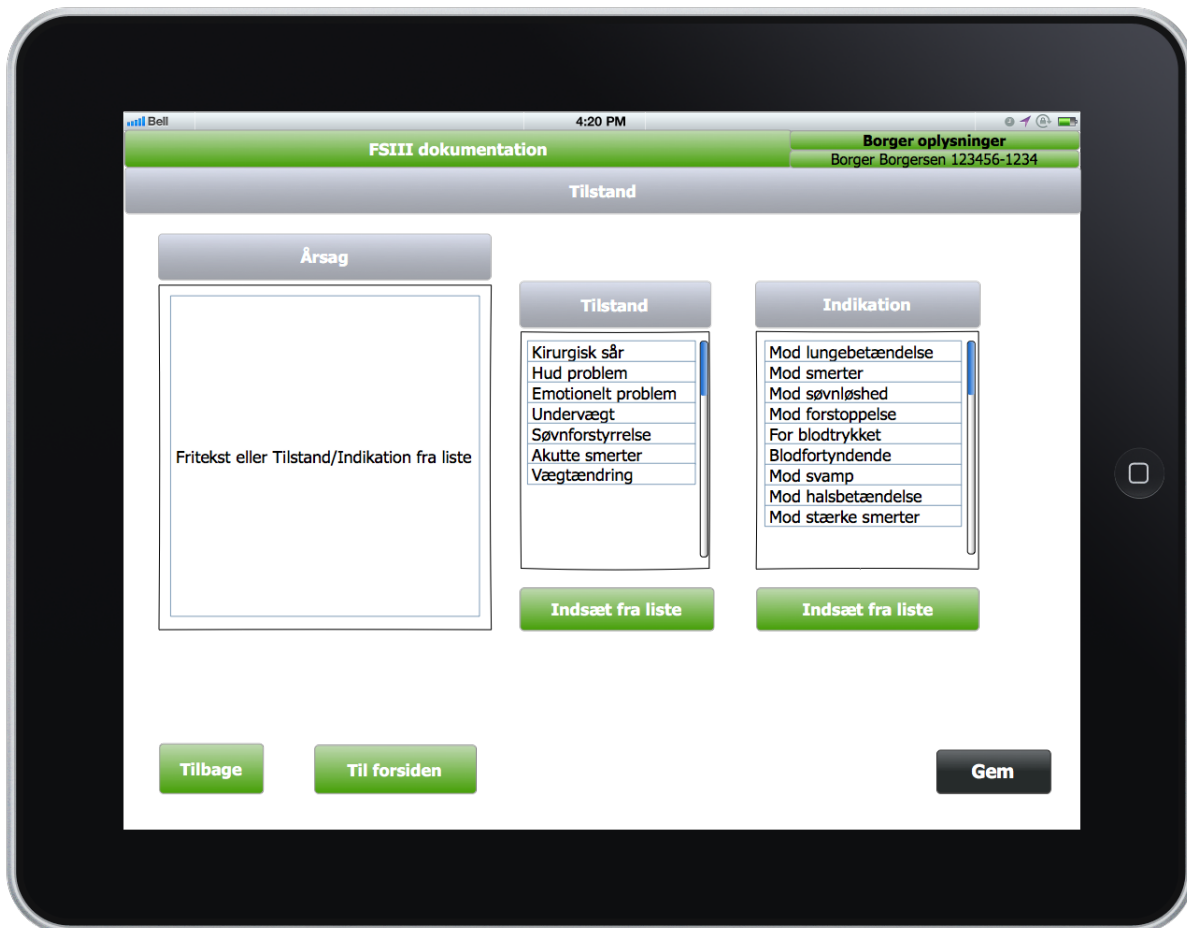 Bell
4:20 PM
FSIII dokumentation
Borger oplysninger
Borger Borgersen 123456-1234
Tilstand
Årsag
Fritekst eller Tilstand/Indikation fra liste
Tilstand
Kirurgisk sår
Hud problem
Emotionelt problem
Undervægt
Søvnforstyrrelse
Akutte smerter
Vægtændring
Indsæt fra liste
Indikation
Mod lungebetændelse
Mod smerter
Mod søvnløshed
Mod forstoppelse
For blodtrykket
Blodfortyndende
Mod svamp
Mod halsbetændelse
Mod stærke smerter
Indsæt fra liste
Tilbage
Til forsiden
Gem